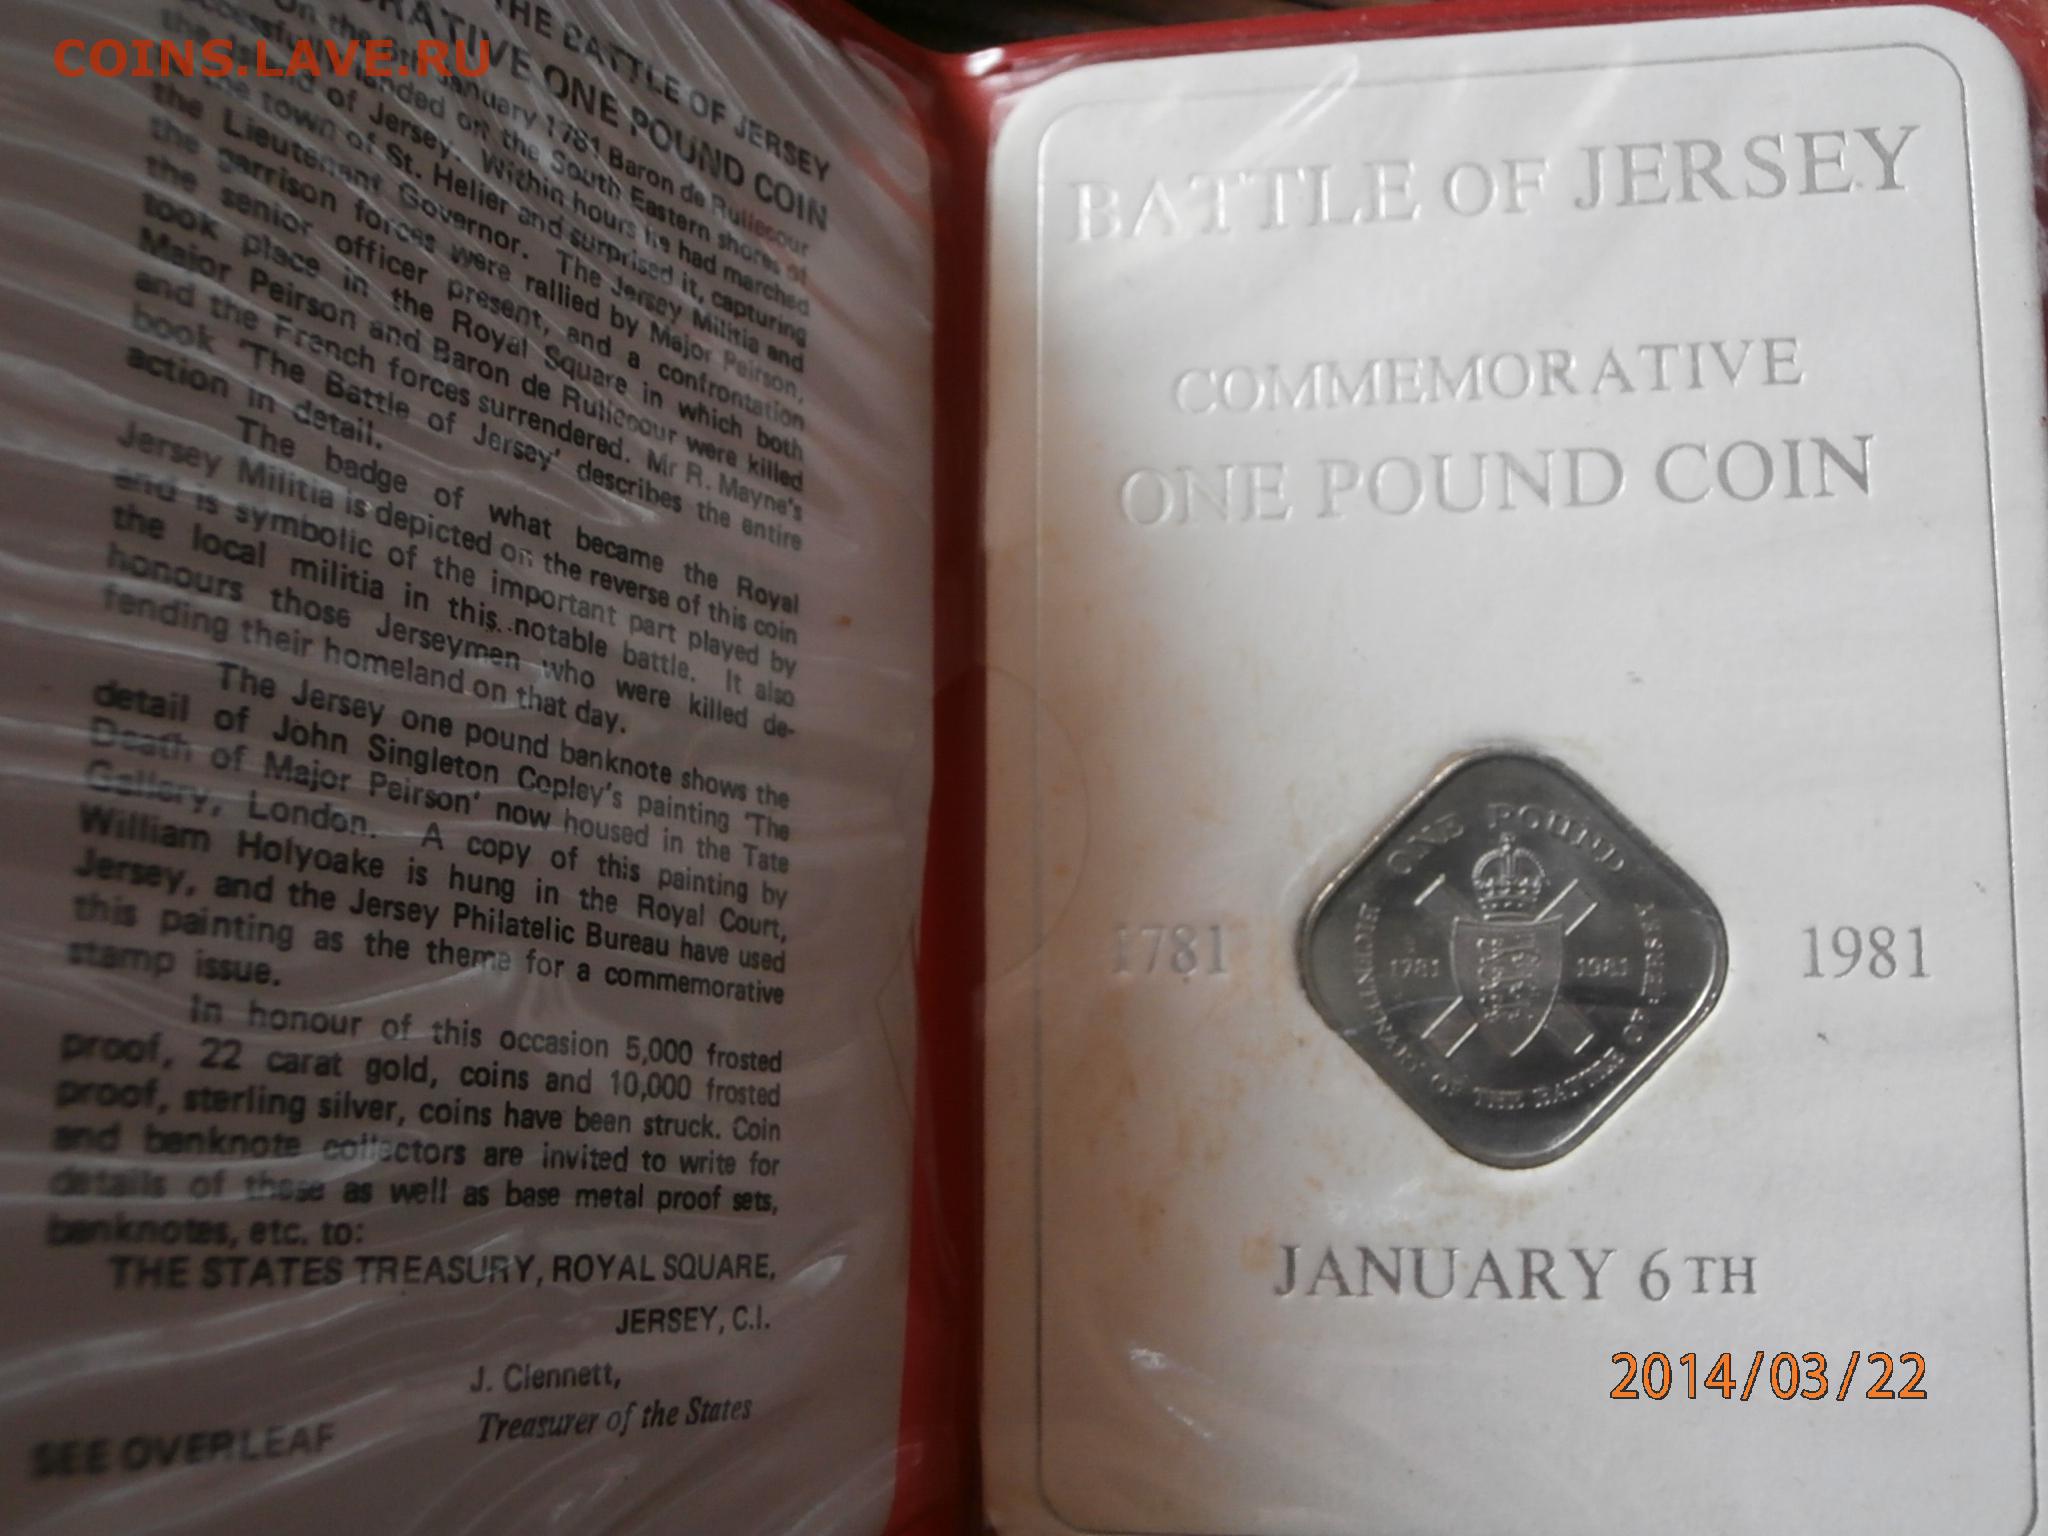 COINS.LAVE.RU
THE BATTLE OF JERSEY
ONE POUND COIN
January 1781 Baron de Rullecour
landed on the South Eastern shores of
of Jersey. Within hours he had marched
the town of St. Helier and surprised it, capturing
the Lieutenant Governor. The Jersey Militia and
the garrison forces were rallied by Major Peirson,
the senior officer present, and a confrontation
took place in the Royal Square in which both
Major Peirson and Baron de Rullecour were killed
and the French forces surrendered. Mr R. Mayne's
book 'The Battle of Jersey' describes the entire
action in detail.
The badge of what became the Royal
Jersey Militia is depicted on the reverse of this coin
and is symbolic of the important part played by
the local militia in this notable battle. It also
honours those Jerseymen who were killed de-
fending their homeland on that day.
The Jersey one pound banknote shows the
detail of John Singleton Copley's painting 'The
Death of Major Peirson' now housed in the Tate
Gallery, London. A copy of this painting by
William Holyoake is hung in the Royal Court,
Jersey, and the Jersey Philatelic Bureau have used
this painting as the theme for a commemorative
stamp issue.
In honour of this occasion 5,000 frosted
proof, 22 carat gold, coins and 10,000 frosted
proof, sterling silver, coins have been struck. Coin
and banknote collectors are invited to write for
details of these as well as base metal proof sets,
banknotes, etc. to:
THE STATES TREASURY, ROYAL SQUARE,
JERSEY, C.I.
J. Clennett,
Treasurer of the States
SEE OVERLEAF
BATTLE OF JERSEY
COMMEMORATIVE
ONE POUND COIN
1781 1981
ONE POUND
1781 1981
BICENTENARY OF THE BATTLE OF JERSEY
JANUARY 6TH
2014/03/22